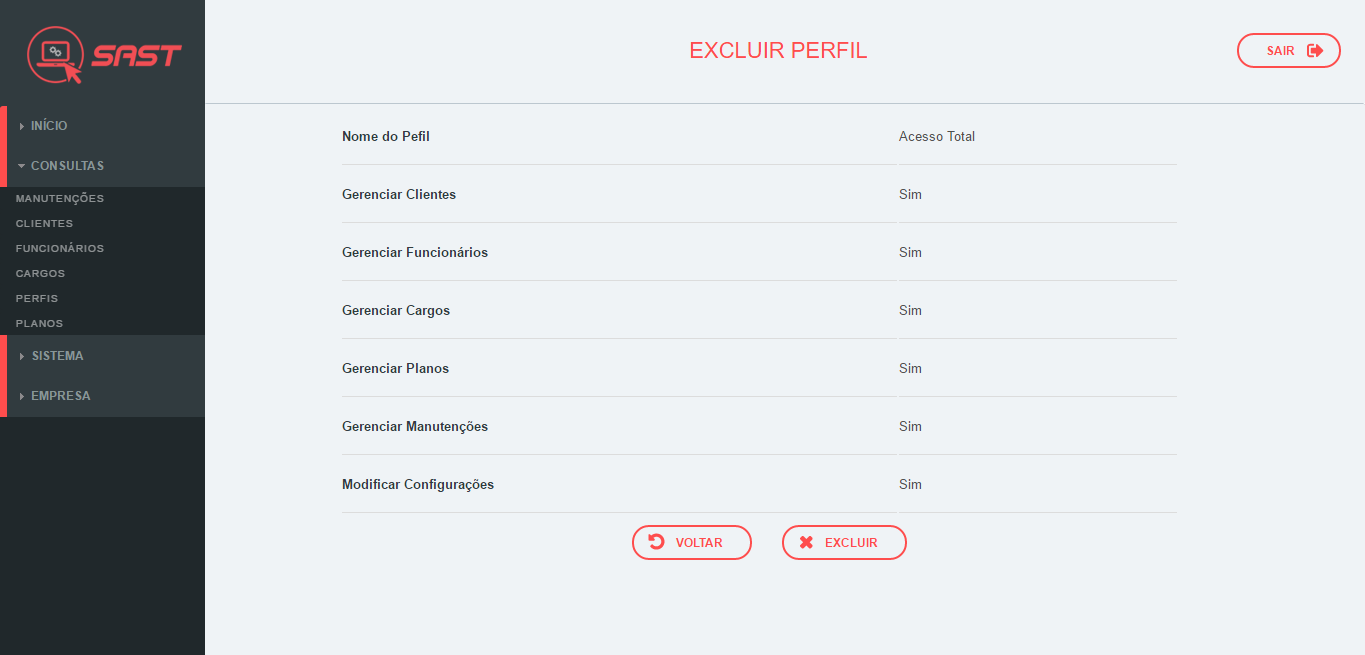 SAST
EXCLUIR PERFIL
SAIR
INÍCIO
CONSULTAS
MANUTENÇÕES
CLIENTES
FUNCIONÁRIOS
CARGOS
PERFIS
PLANOS
SISTEMA
EMPRESA
Nome do Pefil Acesso Total
Gerenciar Clientes Sim
Gerenciar Funcionários Sim
Gerenciar Cargos Sim
Gerenciar Planos Sim
Gerenciar Manutenções Sim
Modificar Configurações Sim
VOLTAR EXCLUIR